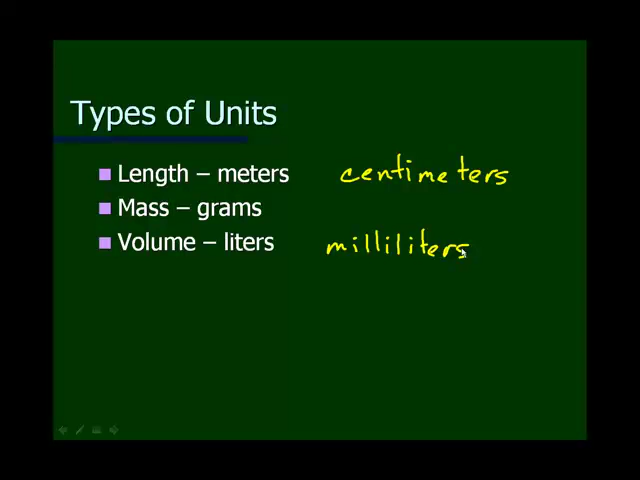 Types of Units
Length – meters centimeters
Mass – grams
Volume – liters milliliters